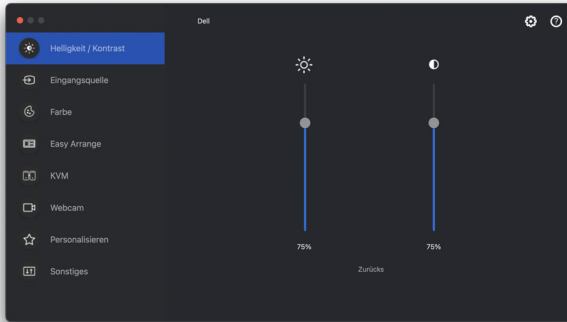 Dell
Helligkeit / Kontrast
Eingangsquelle
Farbe
Easy Arrange
KVM
Webcam
Personalisieren
Sonstiges
75%
75%
Zurücks